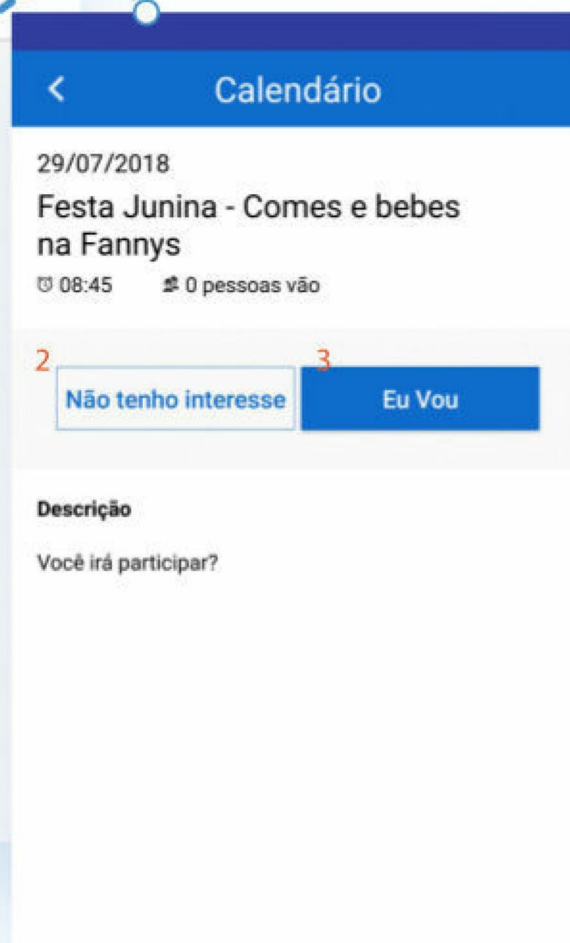 Calendário
29/07/2018
Festa Junina - Comes e bebes
na Fannys
08:45 0 pessoas vão
2 3
Não tenho interesse Eu Vou
Descrição
Você irá participar?